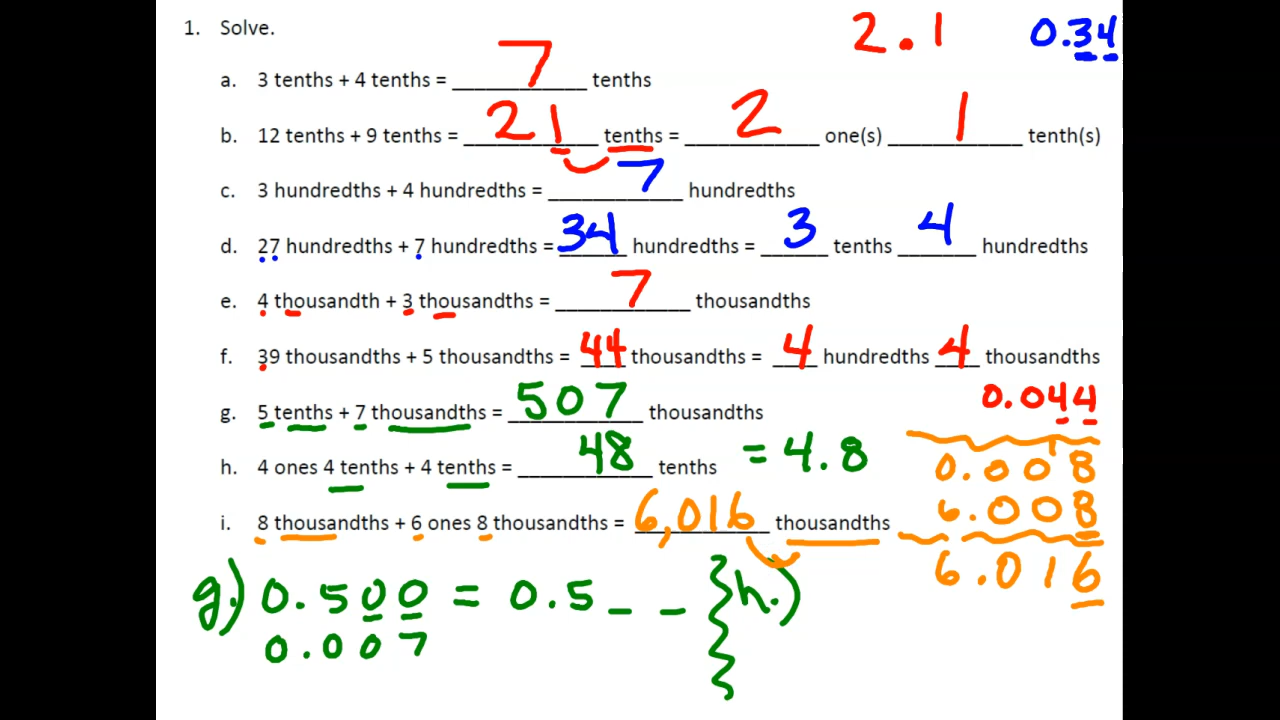 1. Solve. 2.1 0.34
a. 3 tenths + 4 tenths = 7 tenths
b. 12 tenths + 9 tenths = 21 tenths = 2 one(s) 1 tenth(s)
c. 3 hundredths + 4 hundredths = 7 hundredths
d. 27 hundredths + 7 hundredths = 34 hundredths = 3 tenths 4 hundredths
e. 4 thousandth + 3 thousandths = 7 thousandths
f. 39 thousandths + 5 thousandths = 44 thousandths = 4 hundredths 4 thousandths
0.044
g. 5 tenths + 7 thousandths = 507 thousandths
h. 4 ones 4 tenths + 4 tenths = 48 tenths = 4.8
1
0.008
6.008
i. 8 thousandths + 6 ones 8 thousandths = 6,016 thousandths
6.016
g.) 0.500 = 0.5_ _ h.)
0.007